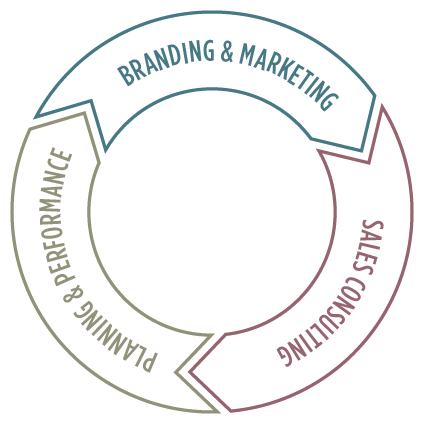 BRANDING & MARKETING
SALES CONSULTING
PLANNING & PERFORMANCE